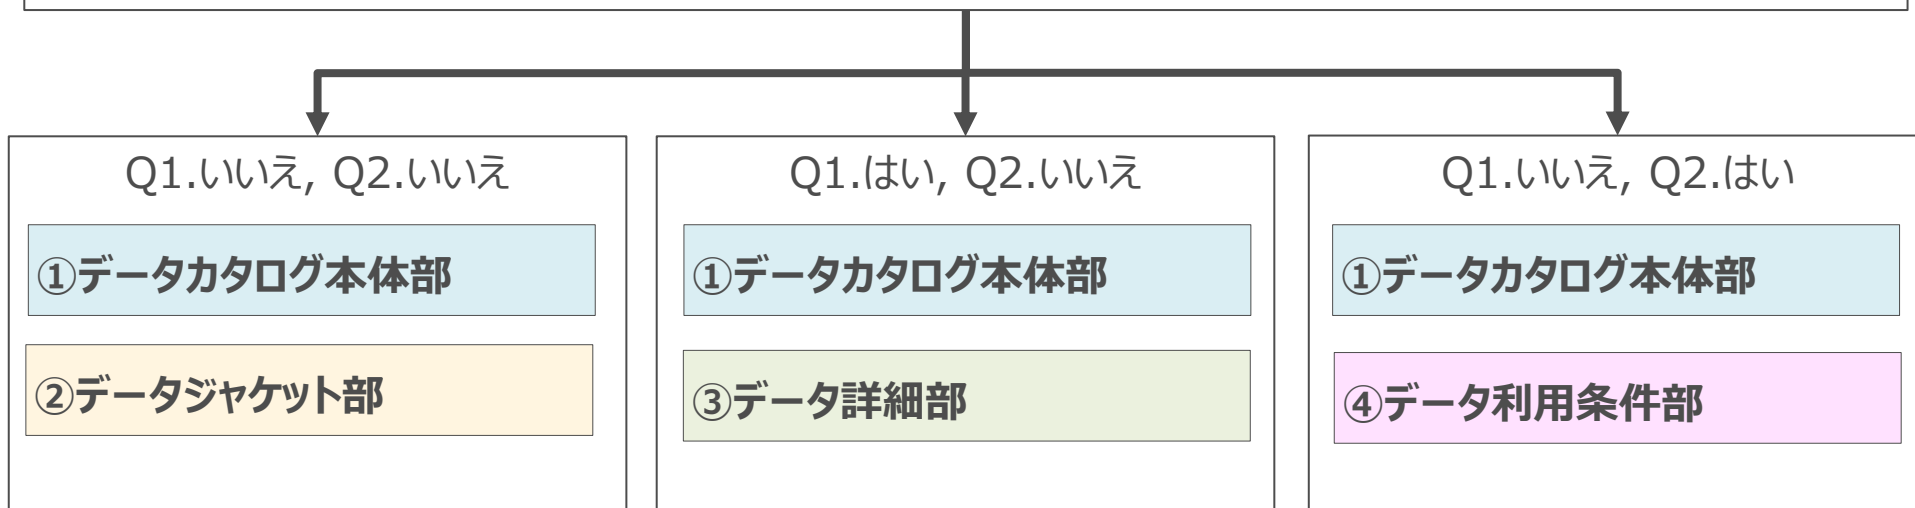 Q1.いいえ, Q2.いいえ
①データカタログ本体部
②データジャケット部
Q1.はい, Q2.いいえ
①データカタログ本体部
③データ詳細部
Q1.いいえ, Q2.はい
①データカタログ本体部
④データ利用条件部